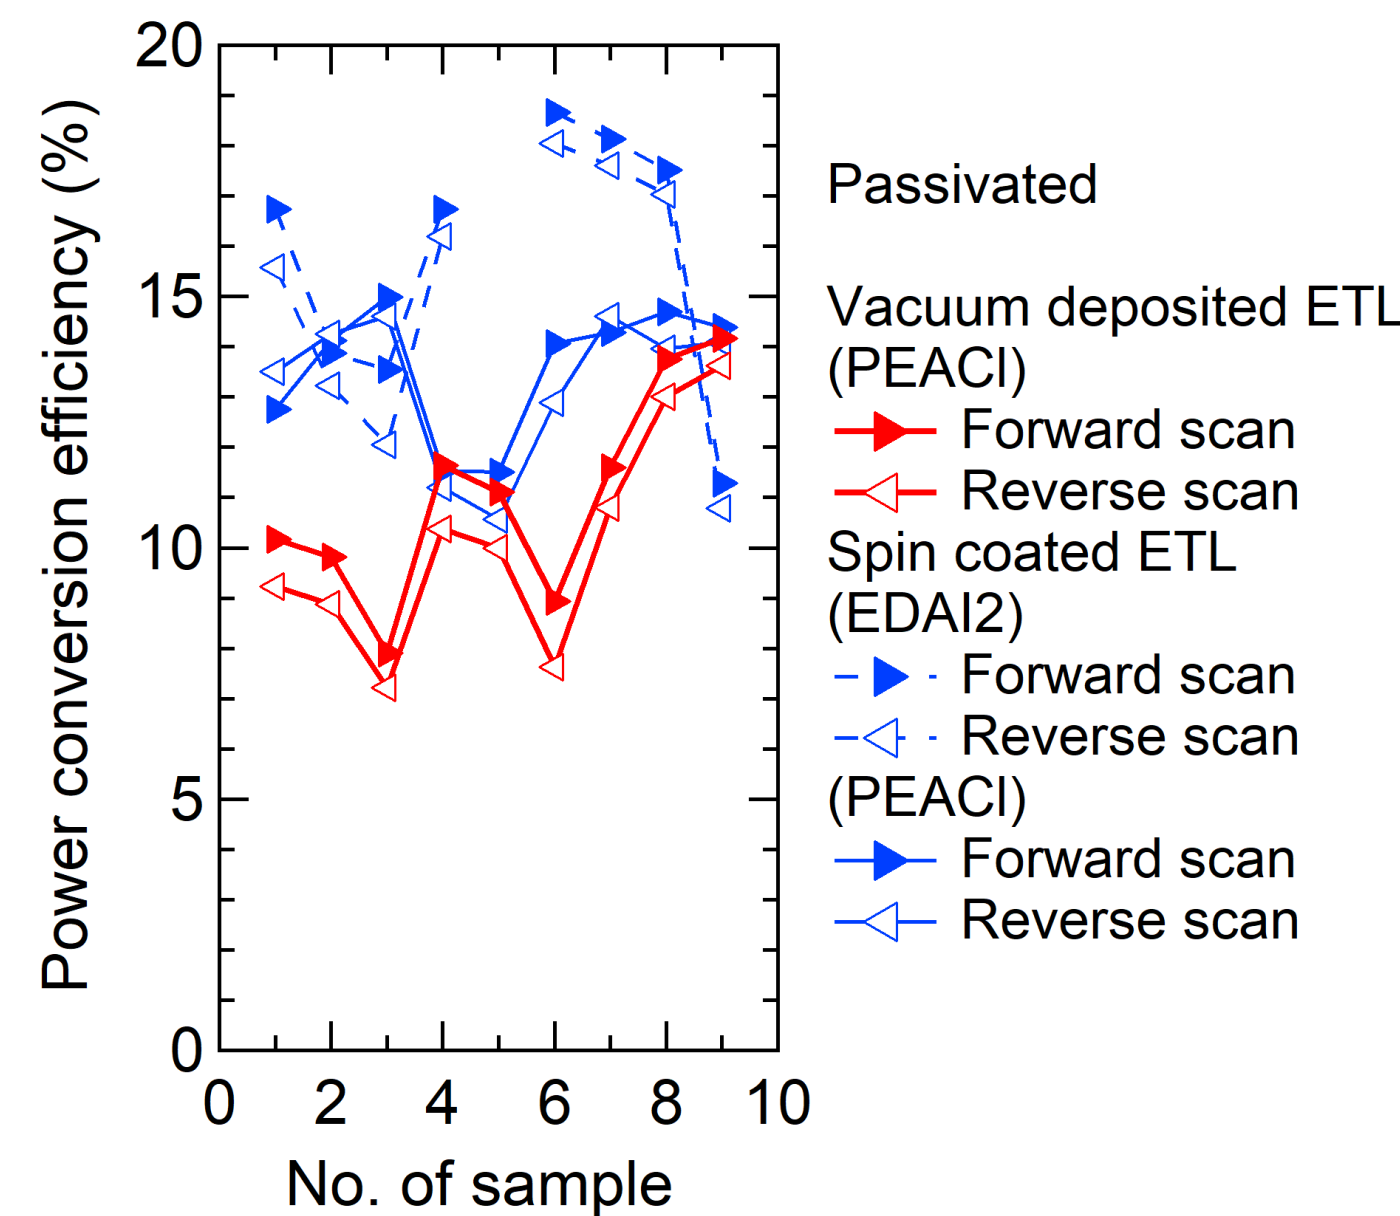 20
15
10
5
0
0 2 4 6 8 10
Power conversion efficiency (%)
No. of sample
Passivated
Vacuum deposited ETL
(PEACl)
Forward scan
Reverse scan
Spin coated ETL
(EDAI2)
Forward scan
Reverse scan
(PEACl)
Forward scan
Reverse scan